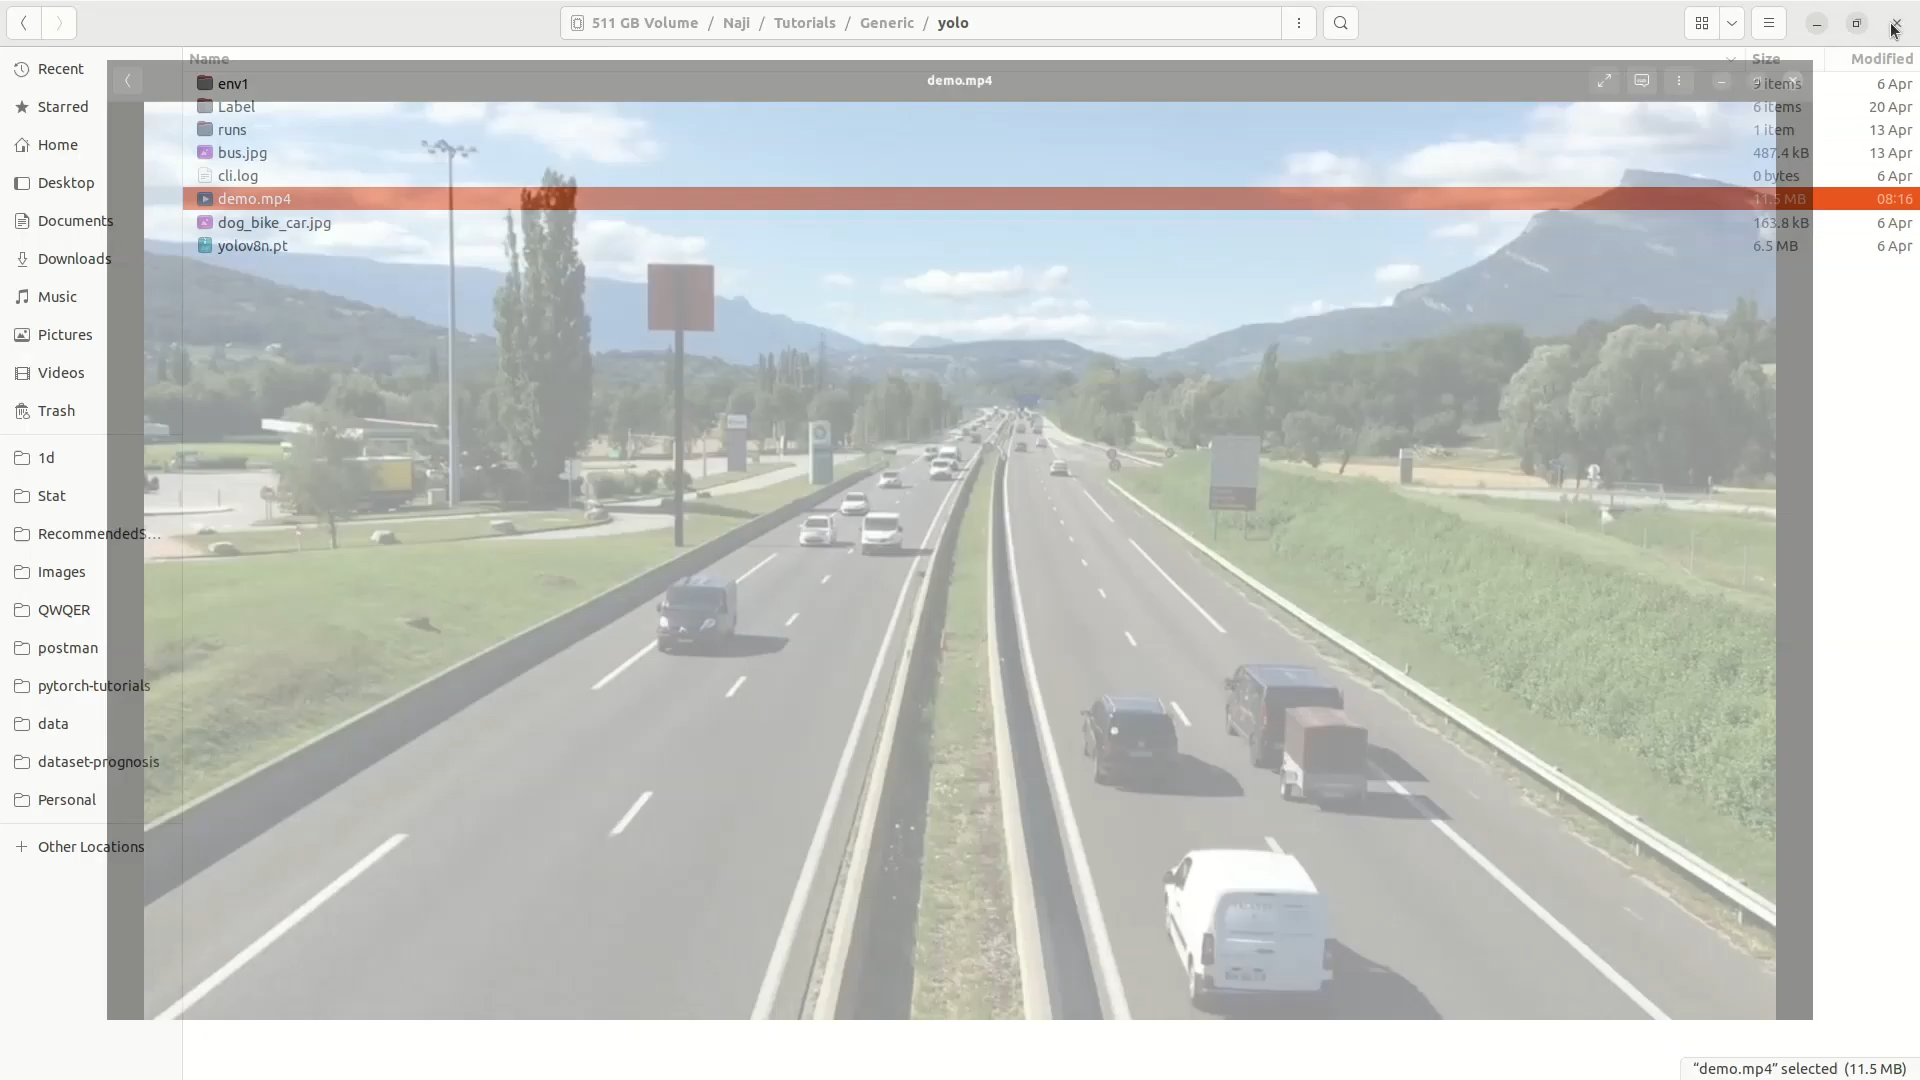 511 GB Volume / Naji / Tutorials / Generic / yolo
Name Size Modified
demo.mp4
Recent
Starred
Home
Desktop
Documents
Downloads
Music
Pictures
Videos
Trash
1d
Stat
RecommendedS...
Images
QWQER
postman
pytorch-tutorials
data
dataset-prognosis
Personal
+ Other Locations
env1 9 items 6 Apr
Label 6 items 20 Apr
runs 1 item 13 Apr
bus.jpg 487.4 kB 13 Apr
cli.log 0 bytes 6 Apr
demo.mp4 11.5 MB 08:16
dog_bike_car.jpg 163.8 kB 6 Apr
yolov8n.pt 6.5 MB 6 Apr
"demo.mp4" selected (11.5 MB)